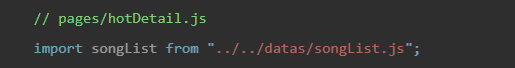 // pages/hotDetail.js
import songList from "../../datas/songList.js";